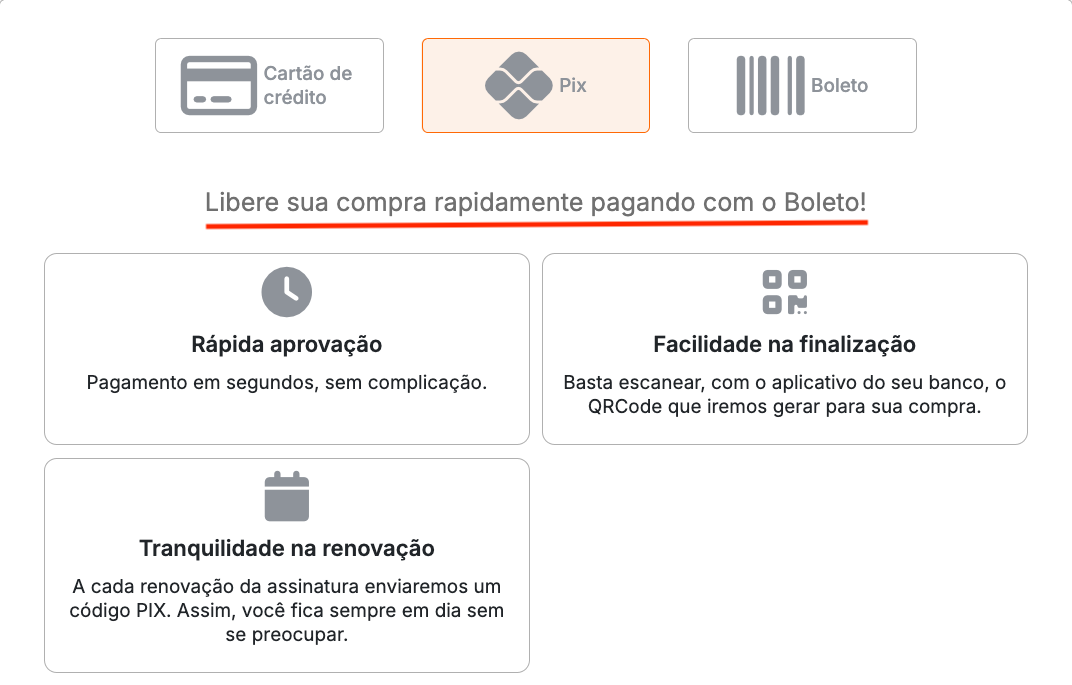 Cartão de
crédito
Pix
Boleto
Libere sua compra rapidamente pagando com o Boleto!
Rápida aprovação
Pagamento em segundos, sem complicação.
Facilidade na finalização
Basta escanear, com o aplicativo do seu banco, o
QRCode que iremos gerar para sua compra.
Tranquilidade na renovação
A cada renovação da assinatura enviaremos um
código PIX. Assim, você fica sempre em dia sem
se preocupar.